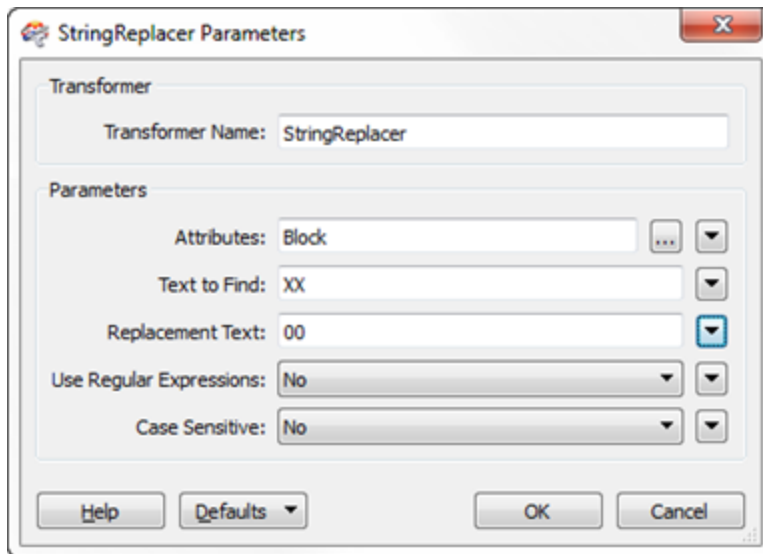 StringReplacer Parameters
Transformer
Transformer Name: StringReplacer
Parameters
Attributes: Block ...
Text to Find: XX
Replacement Text: 00
Use Regular Expressions: No
Case Sensitive: No
Help Defaults OK Cancel